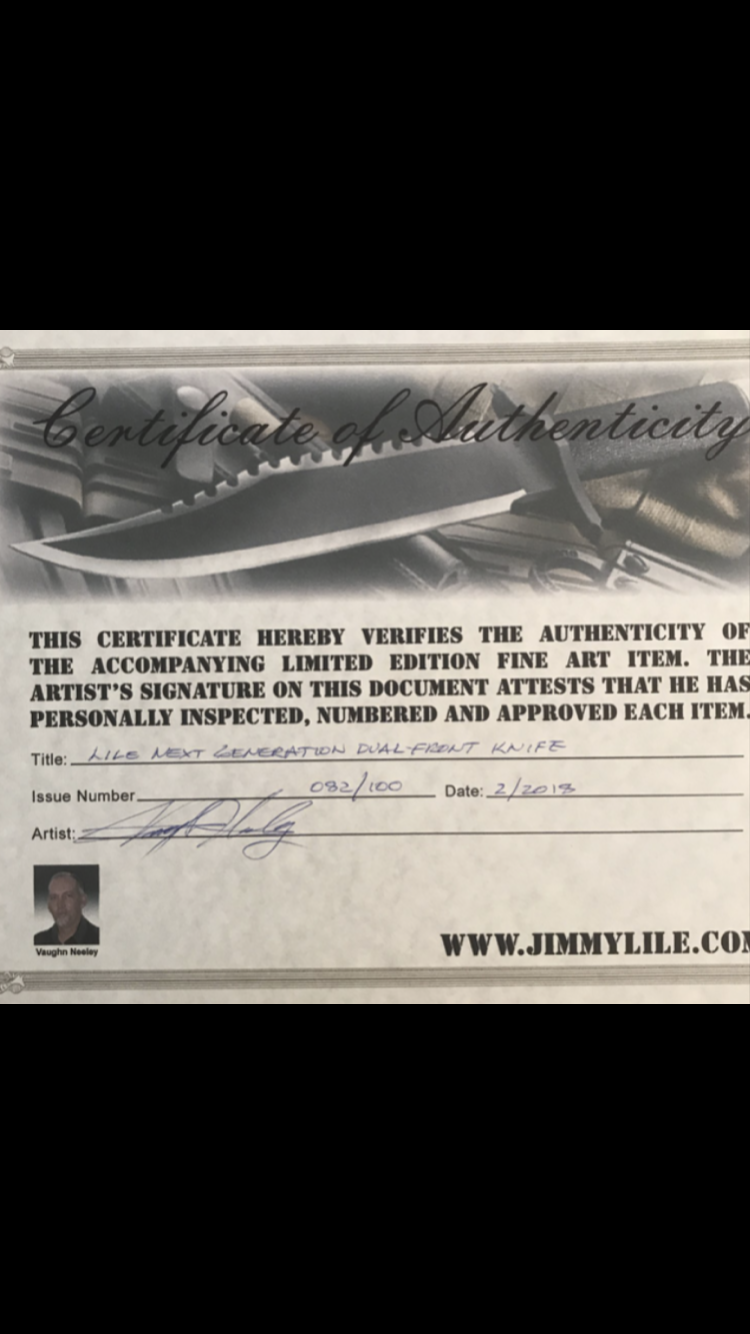 Certificate of Authenticity
THIS CERTIFICATE HEREBY VERIFIES THE AUTHENTICITY OF
THE ACCOMPANYING LIMITED EDITION FINE ART ITEM. THE
ARTIST'S SIGNATURE ON THIS DOCUMENT ATTESTS THAT HE HAS
PERSONALLY INSPECTED, NUMBERED AND APPROVED EACH ITEM.
Title: LILE NEXT GENERATION DUAL-FRONT KNIFE
Issue Number 082/100 Date: 2/2018
Artist:
Vaughn Neeley
WWW.JIMMYLILE.CO